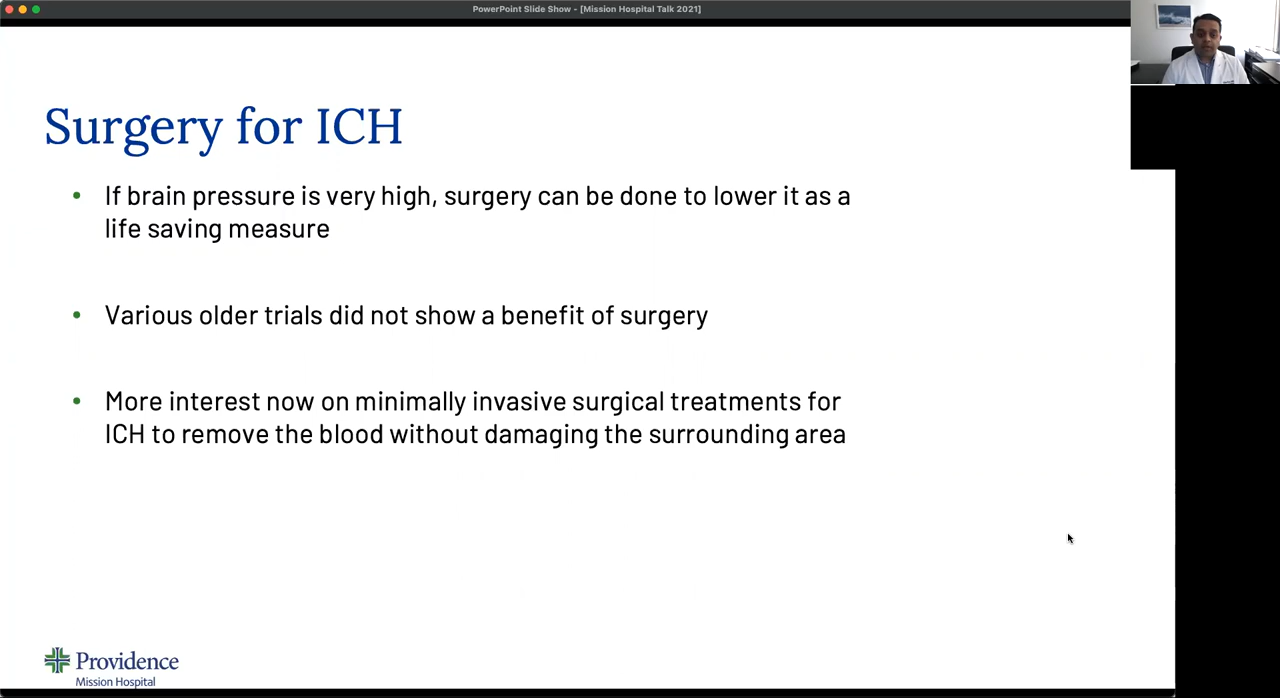 PowerPoint Slide Show - [Mission Hospital Talk 2021]
Surgery for ICH
• If brain pressure is very high, surgery can be done to lower it as a
life saving measure
• Various older trials did not show a benefit of surgery
• More interest now on minimally invasive surgical treatments for
ICH to remove the blood without damaging the surrounding area
Providence
Mission Hospital